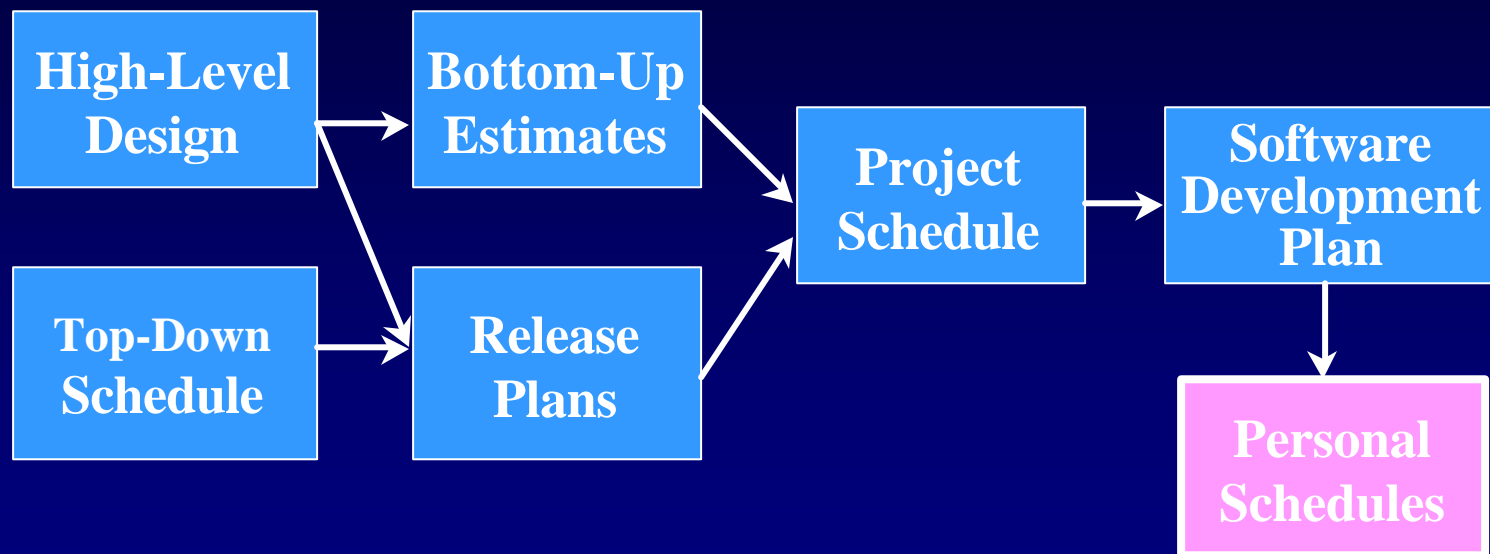 High-Level
Design
Bottom-Up
Estimates
Top-Down
Schedule
Release
Plans
Project
Schedule
Software
Development
Plan
Personal
Schedules